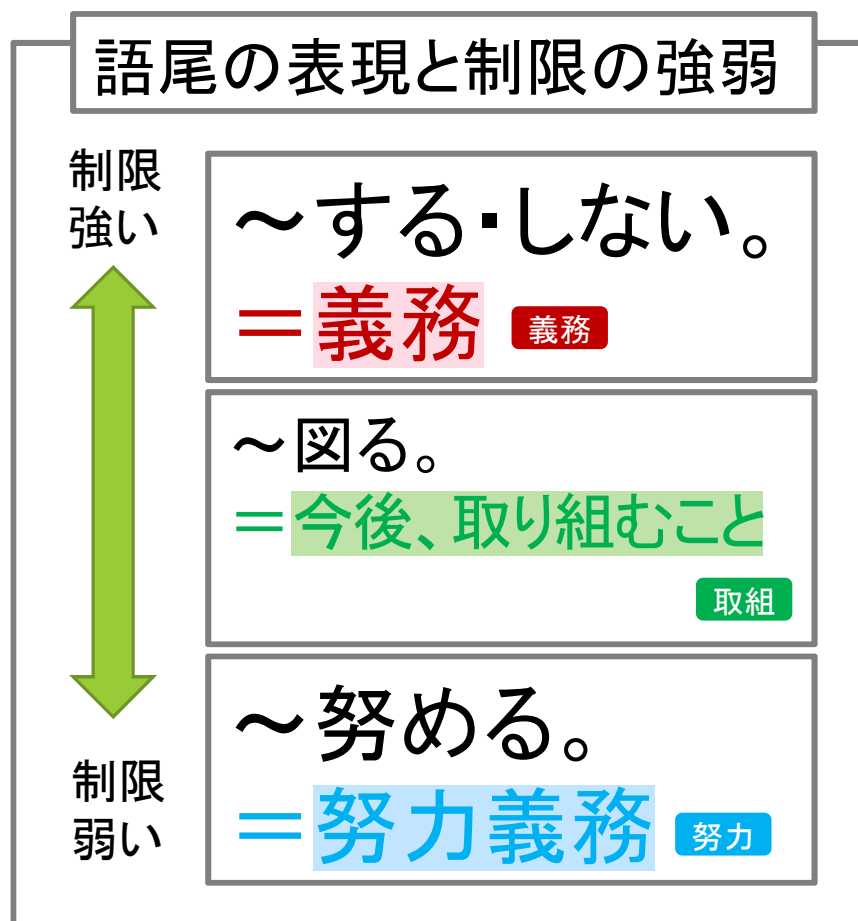 語尾の表現と制限の強弱
制限
強い
～する・しない。
＝義務 義務
～図る。
＝今後、取り組むこと
取組
～努める。
＝努力義務 努力
制限
弱い